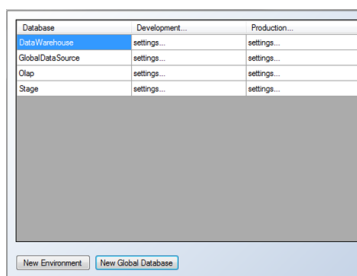 Database Development... Production...
DataWarehouse settings... settings...
GlobalDataSource settings... settings...
Olap settings... settings...
Stage settings... settings...
New Environment New Global Database